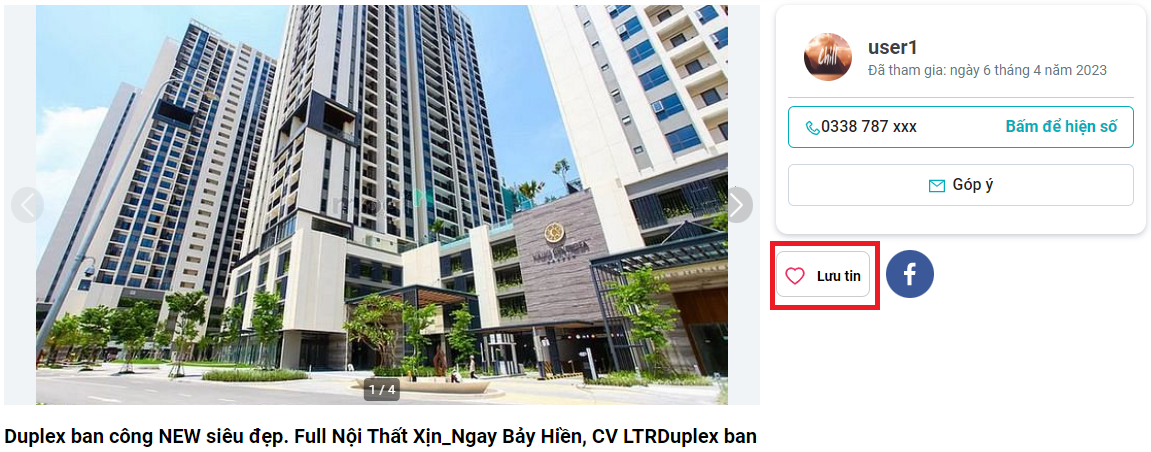 Chill
user1
Đã tham gia: ngày 6 tháng 4 năm 2023
0338 787 xxx
Bấm để hiện số
Góp ý
Lưu tin
f
1 / 4
Duplex ban công NEW siêu đẹp. Full Nội Thất Xịn_Ngay Bảy Hiền, CV LTRDuplex ban